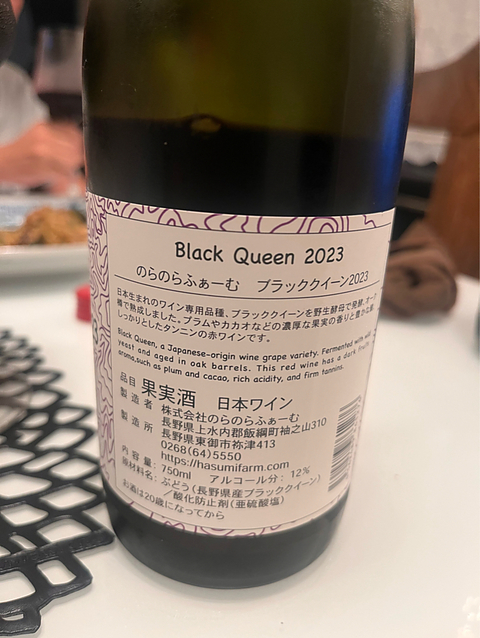 Black Queen 2023
のらのらふぁーむ　ブラッククイーン2023
日本生まれのワイン専用品種、ブラッククイーンを野生酵母で発酵、オーク
樽で熟成しました。プラムやカカオなどの濃厚な果実の香りと豊かな酸、
しっかりとしたタンニンの赤ワインです。
Black Queen, a Japanese-origin wine grape variety. Fermented with wild
yeast and aged in oak barrels. This red wine has a dark fruity
aroma,such as plum and cacao, rich acidity, and firm tannins.
品目 果実酒　日本ワイン
製造者 株式会社のらのらふぁーむ
長野県上水内郡飯綱町袖之山310
製造所 長野県東御市祢津413
0268(64)5550
https://hasumifarm.com
内容量：750ml　アルコール分：12%
原材料名：ぶどう（長野県産ブラッククイーン）
／酸化防止剤（亜硫酸塩）
お酒は20歳になってから